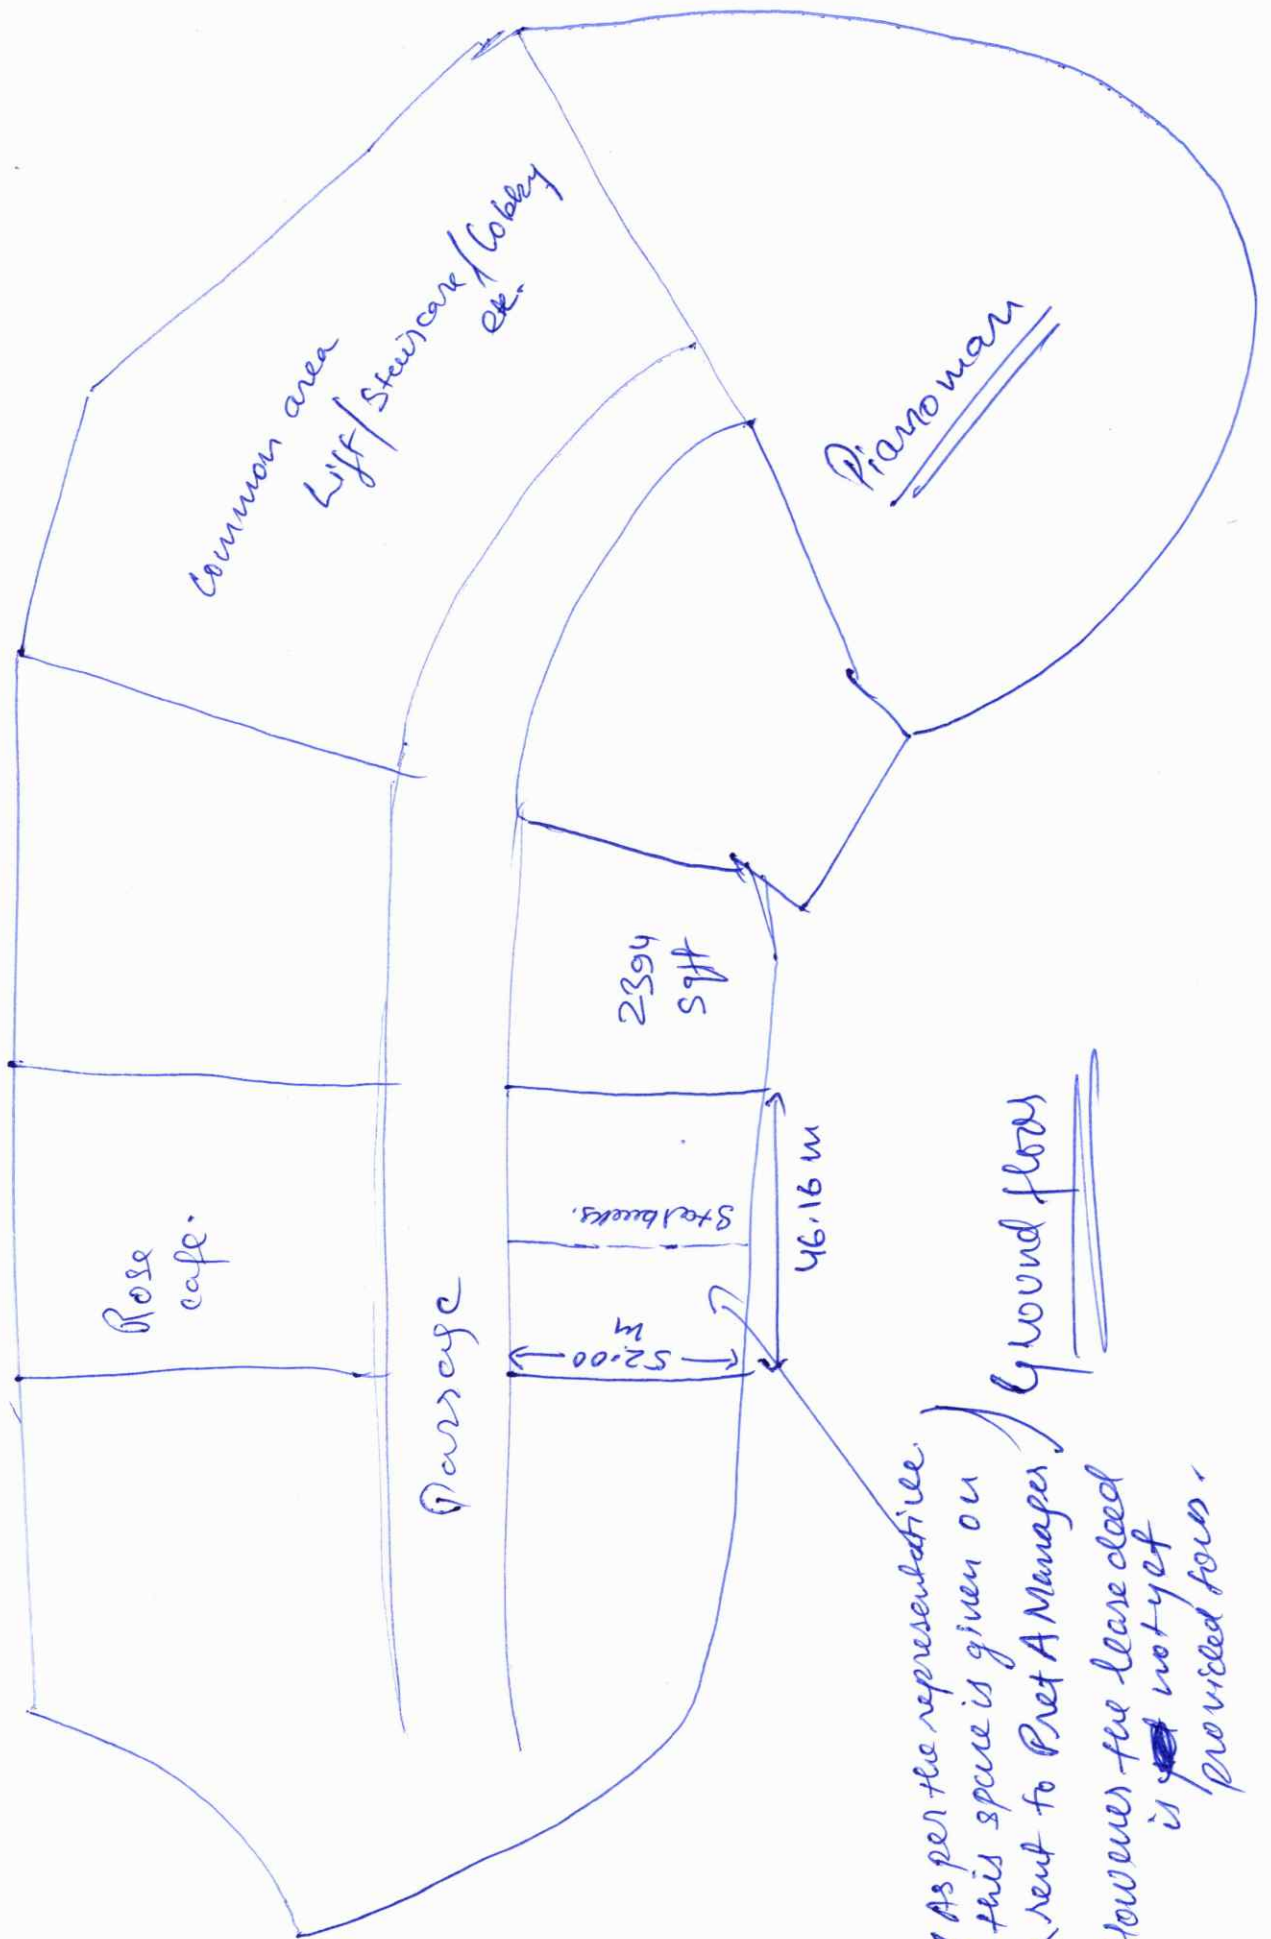 Common area
Lift/Staircase/Lobby
etc.
Pianoman
Rose
cafe.
Passage
2394
Sqft
Starbucks.
52.00
M
46.16 M
Ground floor
(As per the representative
this space is given on
rent to Pret A Manager)
However the lease deed
is not yet
provided for.